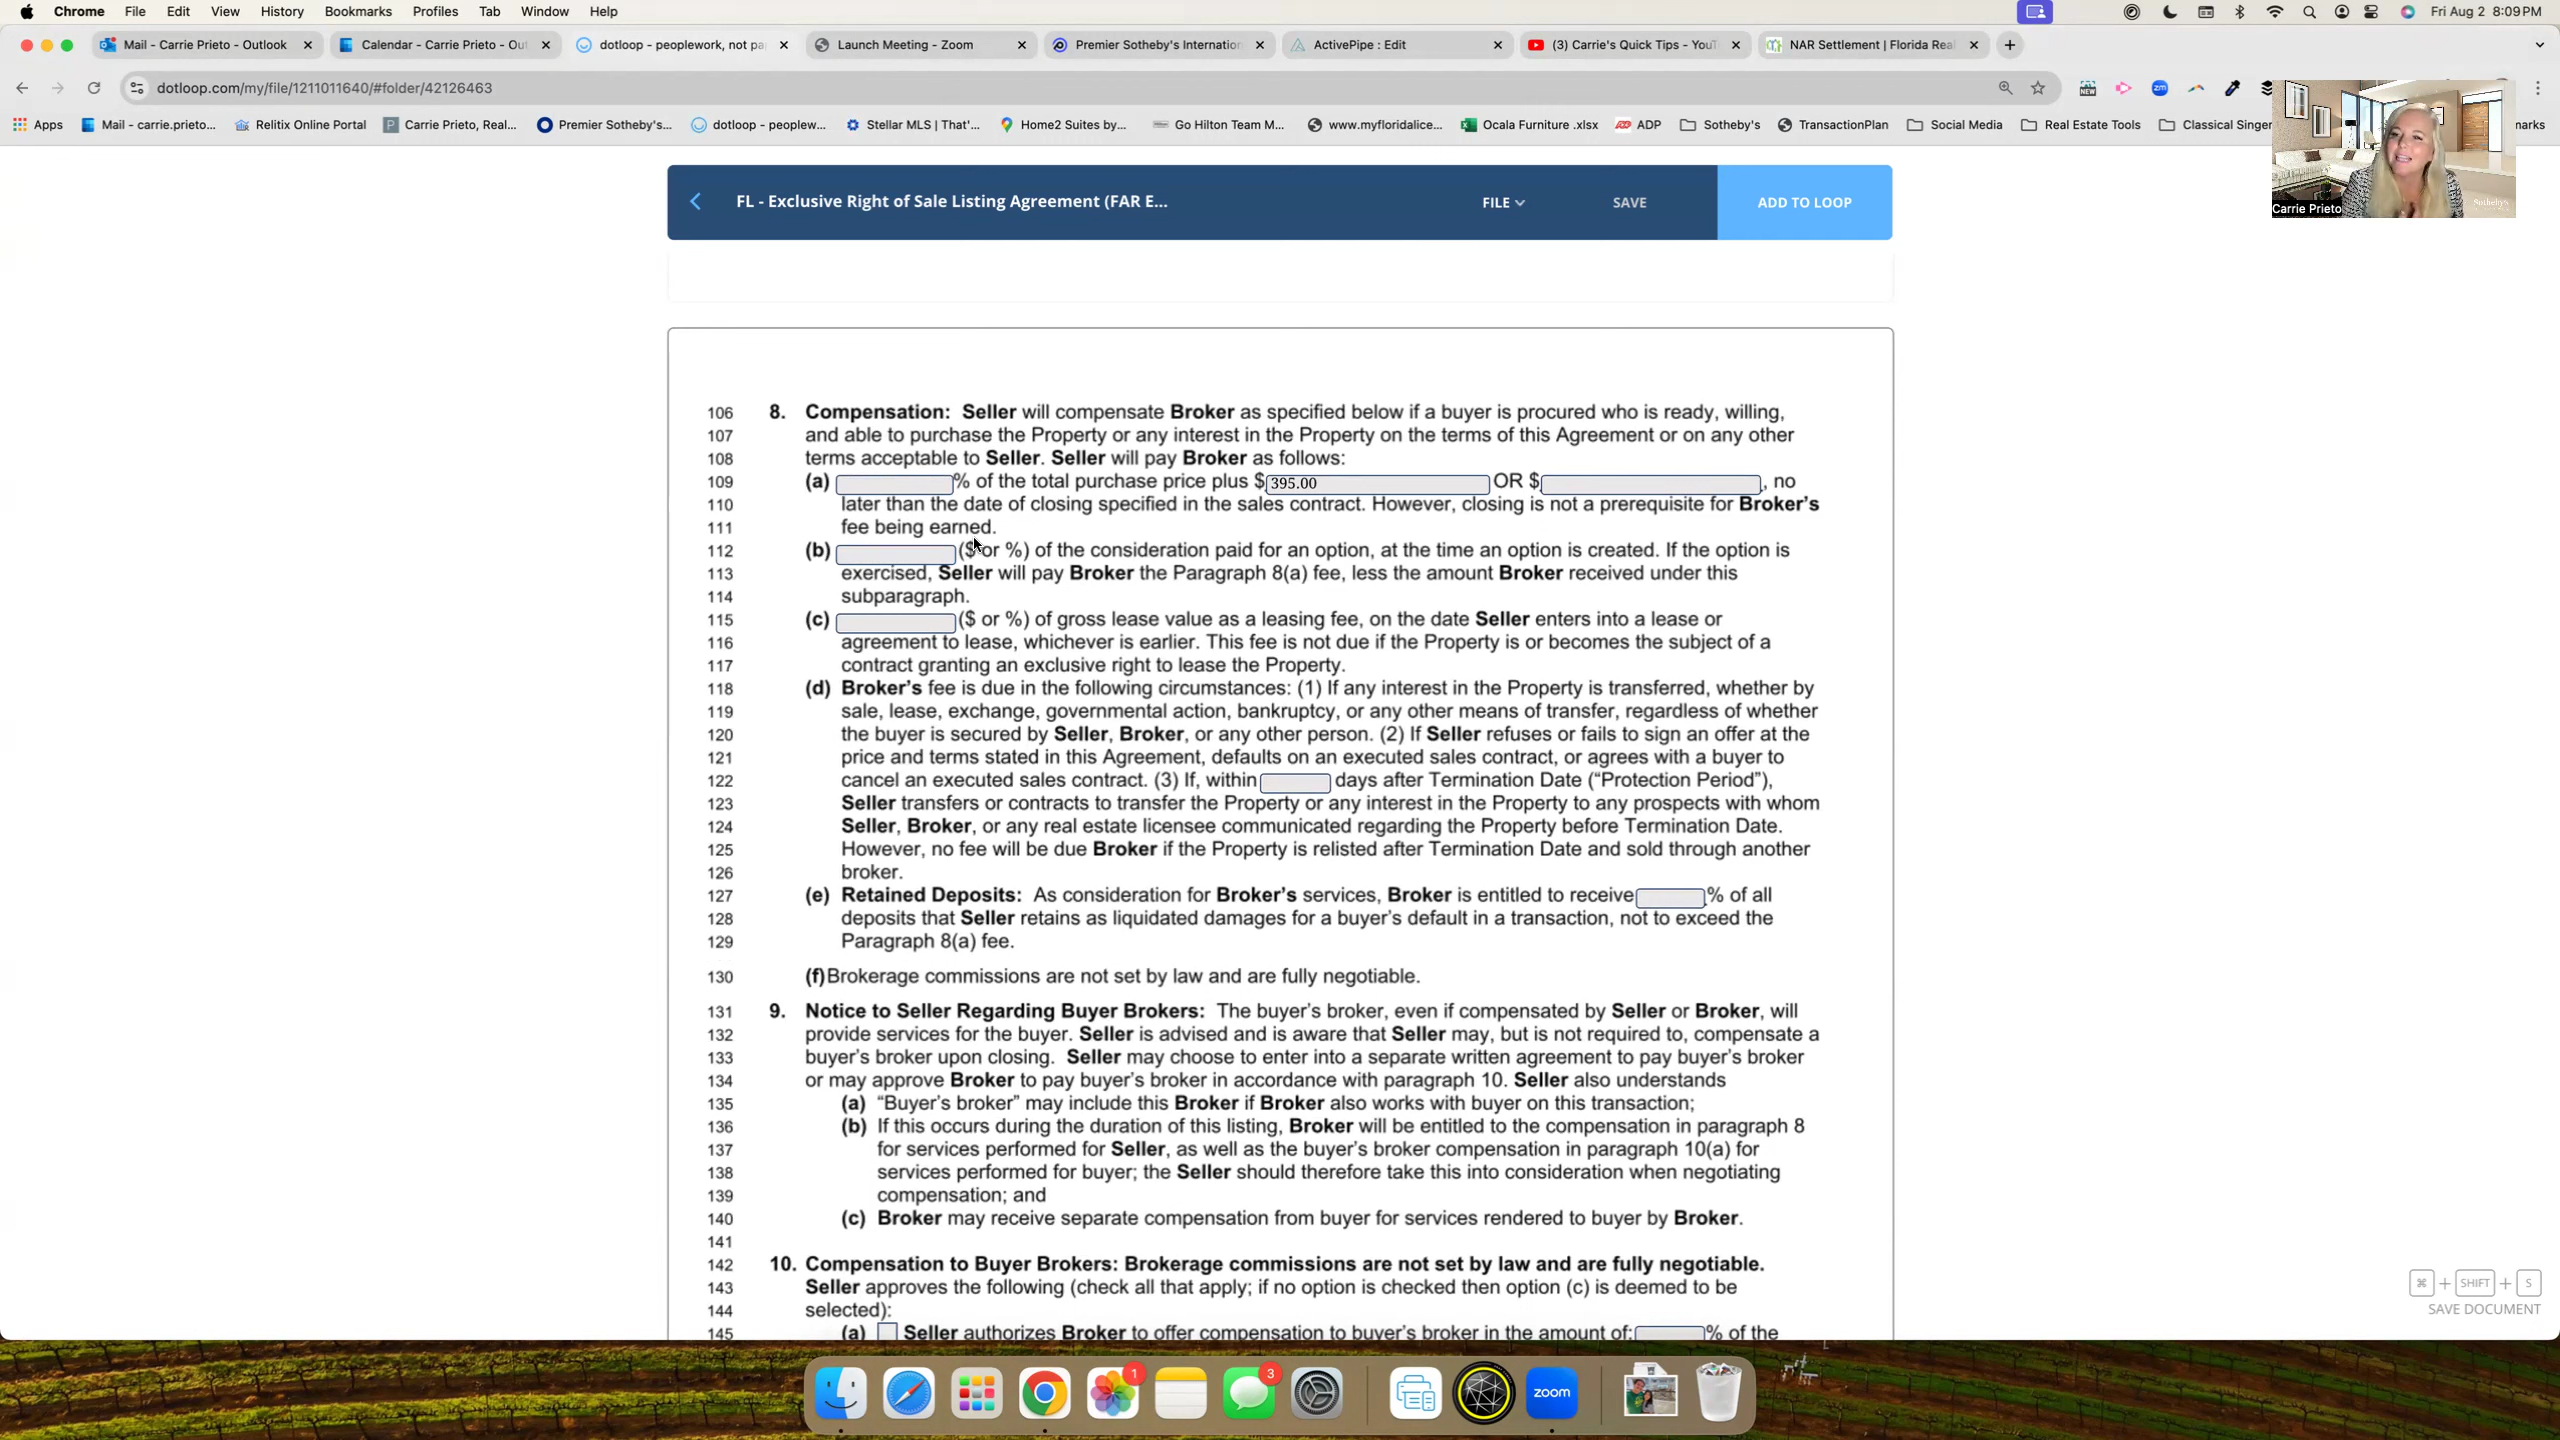 Chrome File Edit View History Bookmarks Profiles Tab Window Help Fri Aug 2 8:09 PM
Mail - Carrie Prieto - Outlook
Calendar - Carrie Prieto - Out
dotloop - peoplework, not pa
Launch Meeting - Zoom
Premier Sotheby's Internation
ActivePipe : Edit
(3) Carrie's Quick Tips - YouT
NAR Settlement | Florida Real
dotloop.com/my/file/1211011640/#folder/42126463
Apps Mail - carrie.prieto... Relitix Online Portal Carrie Prieto, Real... Premier Sotheby's... dotloop - peoplew... Stellar MLS | That'... Home2 Suites by... Go Hilton Team M... www.myfloridalice... Ocala Furniture .xlsx ADP Sotheby's TransactionPlan Social Media Real Estate Tools Classical Singer
Carrie Prieto
Sotheby's
FL - Exclusive Right of Sale Listing Agreement (FAR E... FILE SAVE ADD TO LOOP
106 8. Compensation: Seller will compensate Broker as specified below if a buyer is procured who is ready, willing,
107 and able to purchase the Property or any interest in the Property on the terms of this Agreement or on any other
108 terms acceptable to Seller. Seller will pay Broker as follows:
109 (a) % of the total purchase price plus $ 395.00 OR $ , no
110 later than the date of closing specified in the sales contract. However, closing is not a prerequisite for Broker's
111 fee being earned.
112 (b) ($ or %) of the consideration paid for an option, at the time an option is created. If the option is
113 exercised, Seller will pay Broker the Paragraph 8(a) fee, less the amount Broker received under this
114 subparagraph.
115 (c) ($ or %) of gross lease value as a leasing fee, on the date Seller enters into a lease or
116 agreement to lease, whichever is earlier. This fee is not due if the Property is or becomes the subject of a
117 contract granting an exclusive right to lease the Property.
118 (d) Broker's fee is due in the following circumstances: (1) If any interest in the Property is transferred, whether by
119 sale, lease, exchange, governmental action, bankruptcy, or any other means of transfer, regardless of whether
120 the buyer is secured by Seller, Broker, or any other person. (2) If Seller refuses or fails to sign an offer at the
121 price and terms stated in this Agreement, defaults on an executed sales contract, or agrees with a buyer to
122 cancel an executed sales contract. (3) If, within days after Termination Date ("Protection Period"),
123 Seller transfers or contracts to transfer the Property or any interest in the Property to any prospects with whom
124 Seller, Broker, or any real estate licensee communicated regarding the Property before Termination Date.
125 However, no fee will be due Broker if the Property is relisted after Termination Date and sold through another
126 broker.
127 (e) Retained Deposits: As consideration for Broker's services, Broker is entitled to receive % of all
128 deposits that Seller retains as liquidated damages for a buyer's default in a transaction, not to exceed the
129 Paragraph 8(a) fee.
130 (f)Brokerage commissions are not set by law and are fully negotiable.
131 9. Notice to Seller Regarding Buyer Brokers: The buyer's broker, even if compensated by Seller or Broker, will
132 provide services for the buyer. Seller is advised and is aware that Seller may, but is not required to, compensate a
133 buyer's broker upon closing. Seller may choose to enter into a separate written agreement to pay buyer's broker
134 or may approve Broker to pay buyer's broker in accordance with paragraph 10. Seller also understands
135 (a) "Buyer's broker" may include this Broker if Broker also works with buyer on this transaction;
136 (b) If this occurs during the duration of this listing, Broker will be entitled to the compensation in paragraph 8
137 for services performed for Seller, as well as the buyer's broker compensation in paragraph 10(a) for
138 services performed for buyer; the Seller should therefore take this into consideration when negotiating
139 compensation; and
140 (c) Broker may receive separate compensation from buyer for services rendered to buyer by Broker.
141
142 10. Compensation to Buyer Brokers: Brokerage commissions are not set by law and are fully negotiable.
143 Seller approves the following (check all that apply; if no option is checked then option (c) is deemed to be
144 selected):
145 (a) Seller authorizes Broker to offer compensation to buyer's broker in the amount of: % of the
⌘ + SHIFT + S
SAVE DOCUMENT
1
3
zoom